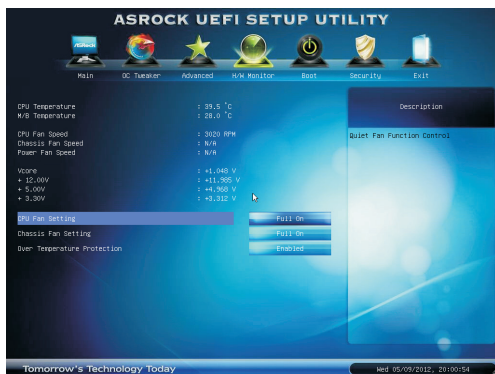 ASROCK UEFI SETUP UTILITY
ASRock
Main OC Tweaker Advanced H/W Monitor Boot Security Exit
Description
Quiet Fan Function Control
CPU Temperature : 39.5 °C
M/B Temperature : 28.0 °C
CPU Fan Speed : 3020 RPM
Chassis Fan Speed : N/A
Power Fan Speed : N/A
Vcore : +1.048 V
+ 12.00V : +11.985 V
+ 5.00V : +4.968 V
+ 3.30V : +3.312 V
CPU Fan Setting Full On
Chassis Fan Setting Full On
Over Temperature Protection Enabled
Tomorrow's Technology Today
Wed 05/09/2012, 20:00:54